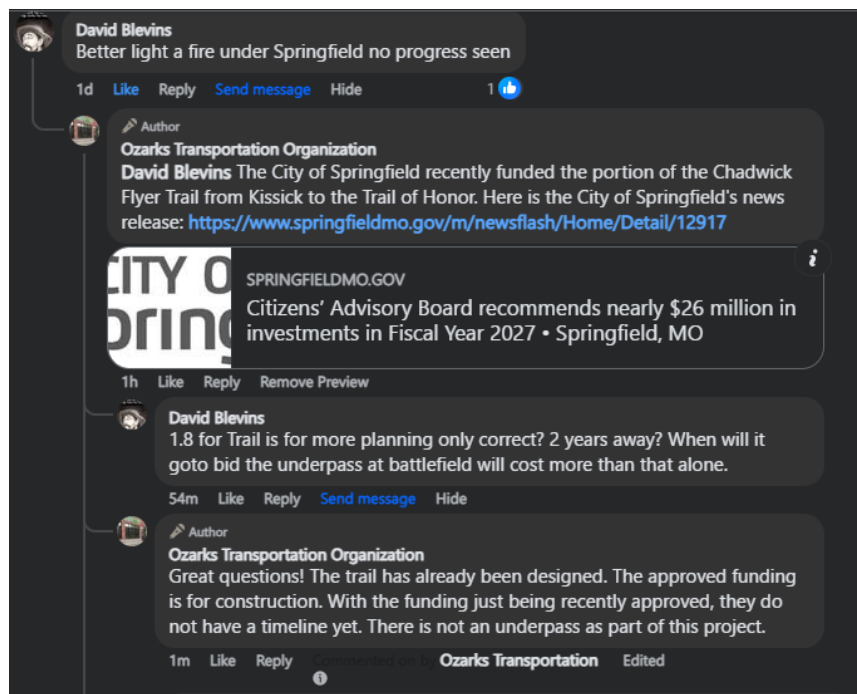 David Blevins
Better light a fire under Springfield no progress seen
1d Like Reply Send message Hide 1
Author
Ozarks Transportation Organization
David Blevins The City of Springfield recently funded the portion of the Chadwick
Flyer Trail from Kissick to the Trail of Honor. Here is the City of Springfield's news
release: https://www.springfieldmo.gov/m/newsflash/Home/Detail/12917
CITY O
pring
SPRINGFIELDMO.GOV
Citizens’ Advisory Board recommends nearly $26 million in
investments in Fiscal Year 2027 • Springfield, MO
1h Like Reply Remove Preview
David Blevins
1.8 for Trail is for more planning only correct? 2 years away? When will it
goto bid the underpass at battlefield will cost more than that alone.
54m Like Reply Send message Hide
Author
Ozarks Transportation Organization
Great questions! The trail has already been designed. The approved funding
is for construction. With the funding just being recently approved, they do
not have a timeline yet. There is not an underpass as part of this project.
1m Like Reply Commented on by Ozarks Transportation Edited